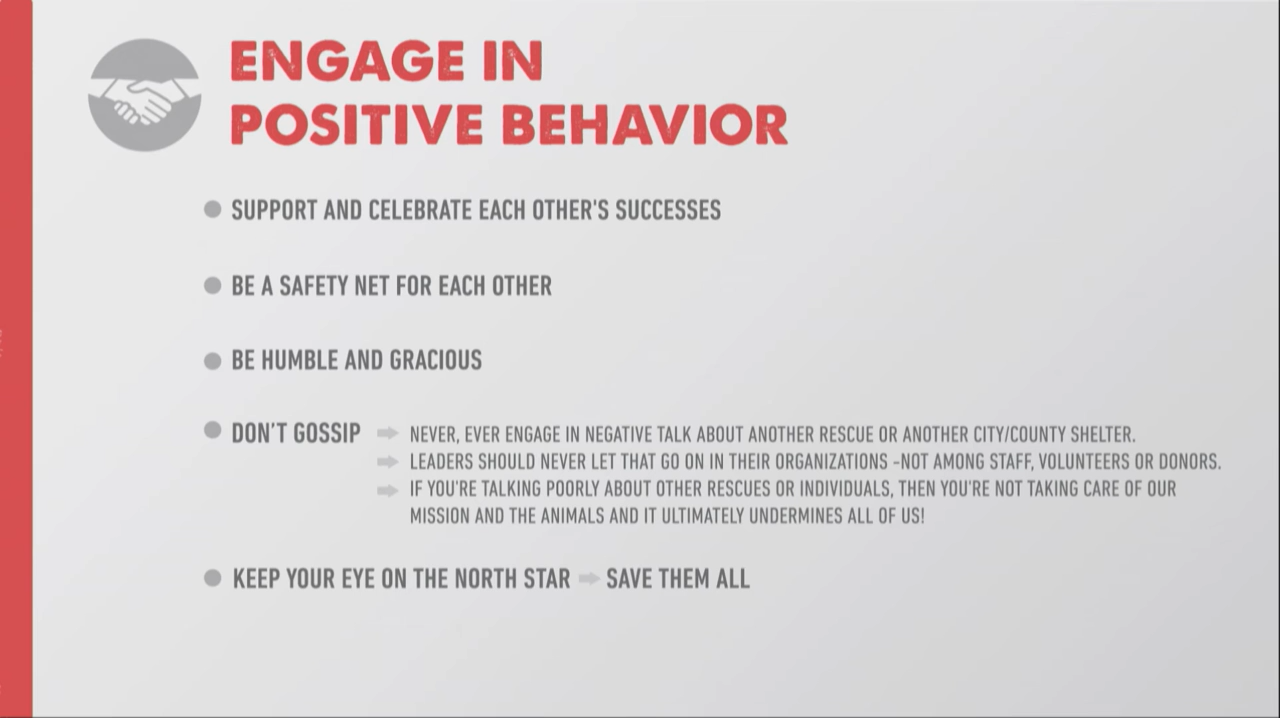 ENGAGE IN
POSITIVE BEHAVIOR
SUPPORT AND CELEBRATE EACH OTHER'S SUCCESSES
BE A SAFETY NET FOR EACH OTHER
BE HUMBLE AND GRACIOUS
DON'T GOSSIP NEVER, EVER ENGAGE IN NEGATIVE TALK ABOUT ANOTHER RESCUE OR ANOTHER CITY/COUNTY SHELTER.
LEADERS SHOULD NEVER LET THAT GO ON IN THEIR ORGANIZATIONS -NOT AMONG STAFF, VOLUNTEERS OR DONORS.
IF YOU'RE TALKING POORLY ABOUT OTHER RESCUES OR INDIVIDUALS, THEN YOU'RE NOT TAKING CARE OF OUR
MISSION AND THE ANIMALS AND IT ULTIMATELY UNDERMINES ALL OF US!
KEEP YOUR EYE ON THE NORTH STAR SAVE THEM ALL